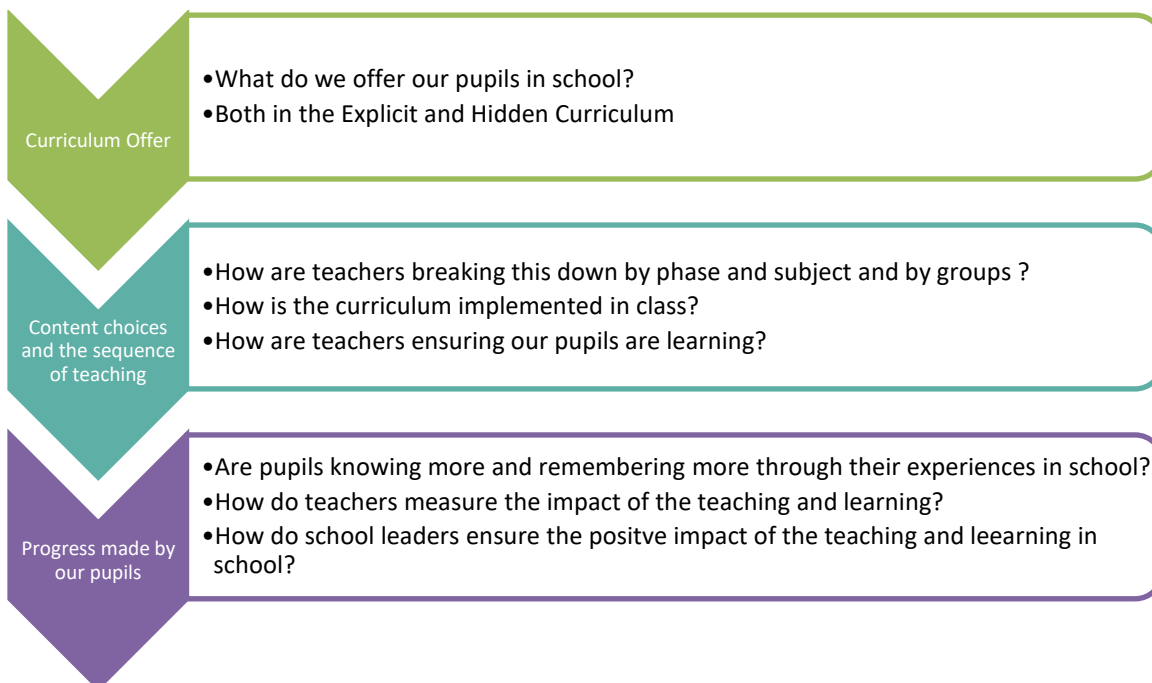 Curriculum Offer
•What do we offer our pupils in school?
•Both in the Explicit and Hidden Curriculum
Content choices
and the sequence
of teaching
•How are teachers breaking this down by phase and subject and by groups ?
•How is the curriculum implemented in class?
•How are teachers ensuring our pupils are learning?
Progress made by
our pupils
•Are pupils knowing more and remembering more through their experiences in school?
•How do teachers measure the impact of the teaching and learning?
•How do school leaders ensure the positve impact of the teaching and leearning in
school?